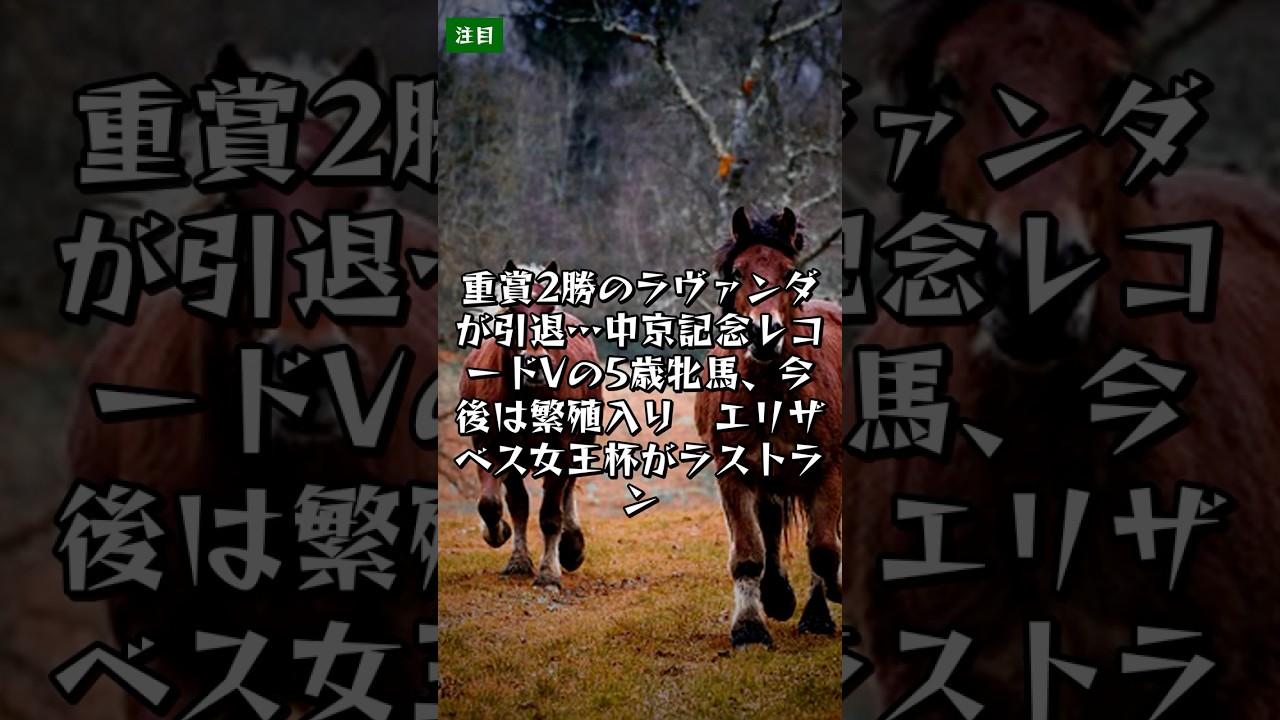 注目
重賞2勝のラヴァンダ
が引退…中京記念レコ
ードVの5歳牝馬、今
後は繁殖入り　エリザ
ベス女王杯がラストラ
ン